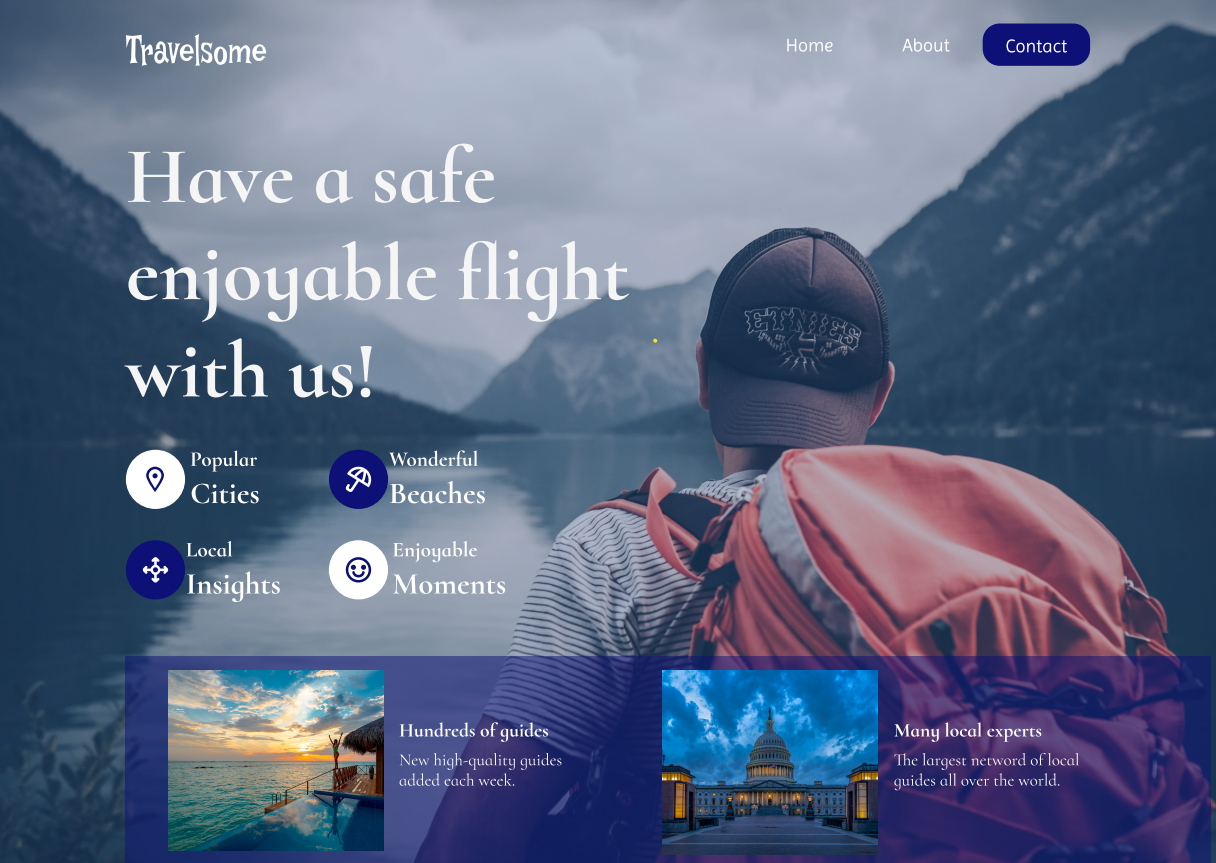 Travelsome
Home
About
Contact
Have a safe
enjoyable flight
with us!
ETNIES
Popular
Cities
Wonderful
Beaches
Local
Insights
Enjoyable
Moments
Hundreds of guides
New high-quality guides
added each week.
Many local experts
The largest netword of local
guides all over the world.